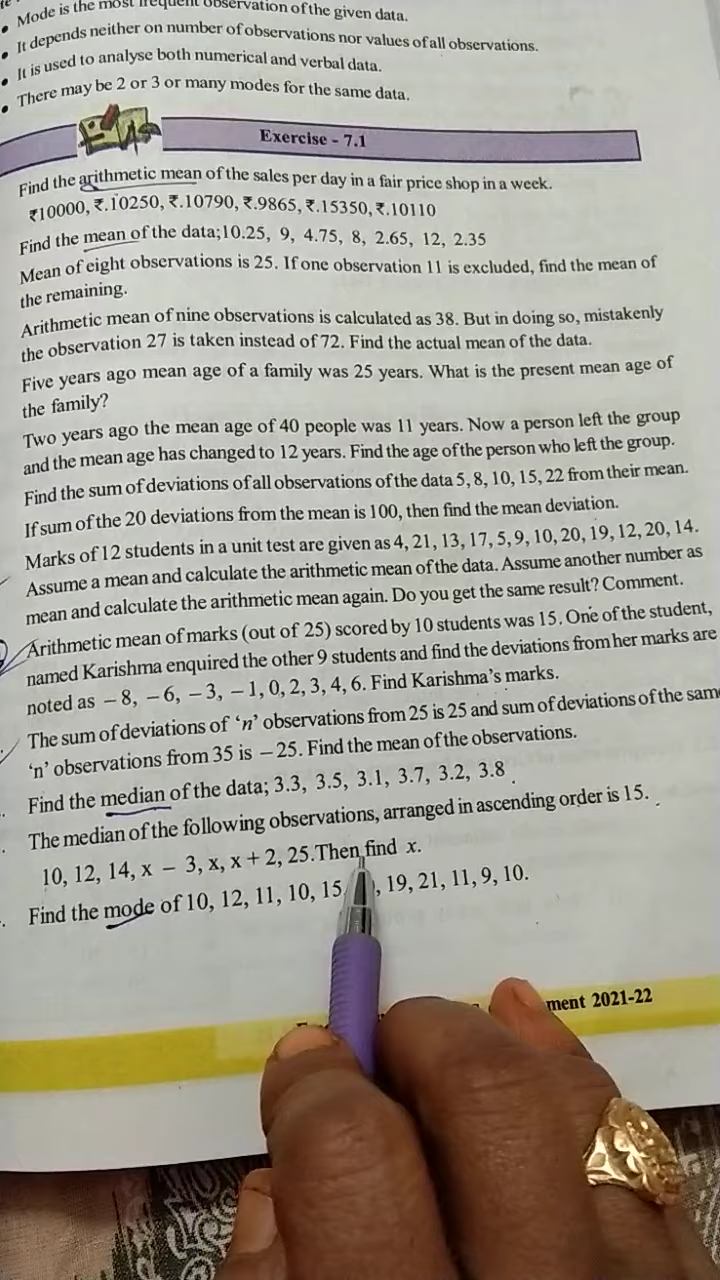 Mode is the most frequent observation of the given data.
• It depends neither on number of observations nor values of all observations.
• It is used to analyse both numerical and verbal data.
• There may be 2 or 3 or many modes for the same data.
Exercise - 7.1
Find the arithmetic mean of the sales per day in a fair price shop in a week.
₹10000, ₹.10250, ₹.10790, ₹.9865, ₹.15350, ₹.10110
Find the mean of the data;10.25, 9, 4.75, 8, 2.65, 12, 2.35
Mean of eight observations is 25. If one observation 11 is excluded, find the mean of
the remaining.
Arithmetic mean of nine observations is calculated as 38. But in doing so, mistakenly
the observation 27 is taken instead of 72. Find the actual mean of the data.
Five years ago mean age of a family was 25 years. What is the present mean age of
the family?
Two years ago the mean age of 40 people was 11 years. Now a person left the group
and the mean age has changed to 12 years. Find the age of the person who left the group.
Find the sum of deviations of all observations of the data 5, 8, 10, 15, 22 from their mean.
If sum of the 20 deviations from the mean is 100, then find the mean deviation.
Marks of 12 students in a unit test are given as 4, 21, 13, 17, 5, 9, 10, 20, 19, 12, 20, 14.
Assume a mean and calculate the arithmetic mean of the data. Assume another number as
mean and calculate the arithmetic mean again. Do you get the same result? Comment.
Arithmetic mean of marks (out of 25) scored by 10 students was 15. One of the student,
named Karishma enquired the other 9 students and find the deviations from her marks are
noted as – 8, – 6, – 3, – 1, 0, 2, 3, 4, 6. Find Karishma's marks.
The sum of deviations of 'n' observations from 25 is 25 and sum of deviations of the same
'n' observations from 35 is – 25. Find the mean of the observations.
Find the median of the data; 3.3, 3.5, 3.1, 3.7, 3.2, 3.8
The median of the following observations, arranged in ascending order is 15.
10, 12, 14, x – 3, x, x + 2, 25.Then find x.
Find the mode of 10, 12, 11, 10, 15, , 19, 21, 11, 9, 10.
ment 2021-22